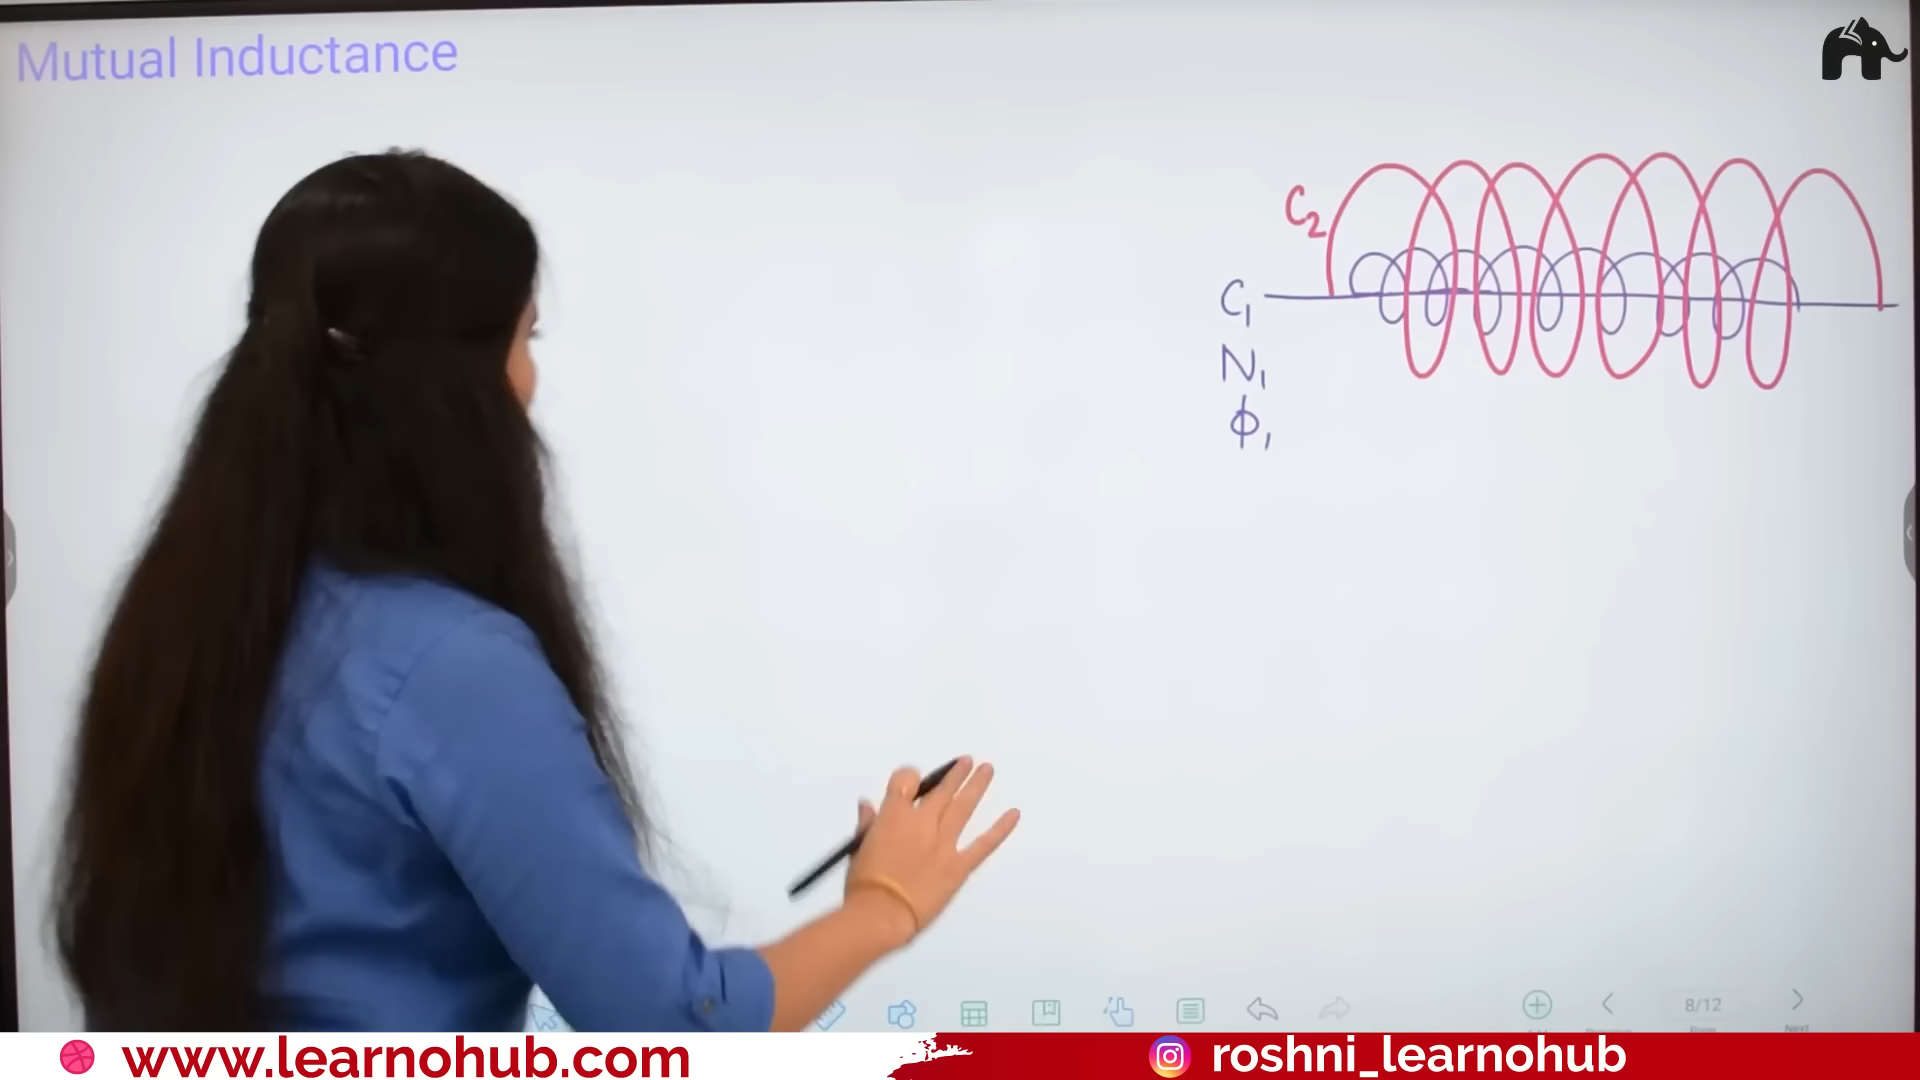 Mutual Inductance
C₂
C₁
N₁
ϕ₁
8/12
www.learnohub.com
roshni_learnohub